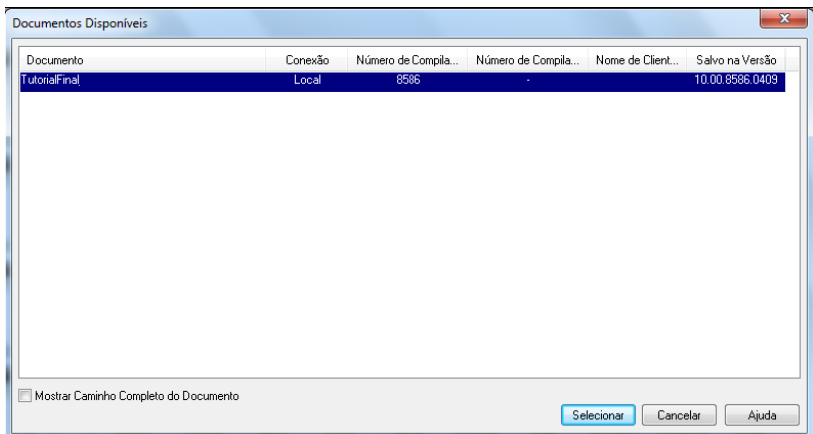 Documentos Disponíveis
Documento Conexão Número de Compila... Número de Compila... Nome de Client... Salvo na Versão
TutorialFinal Local 8586 - 10.00.8586.0409
Mostrar Caminho Completo do Documento
Selecionar Cancelar Ajuda